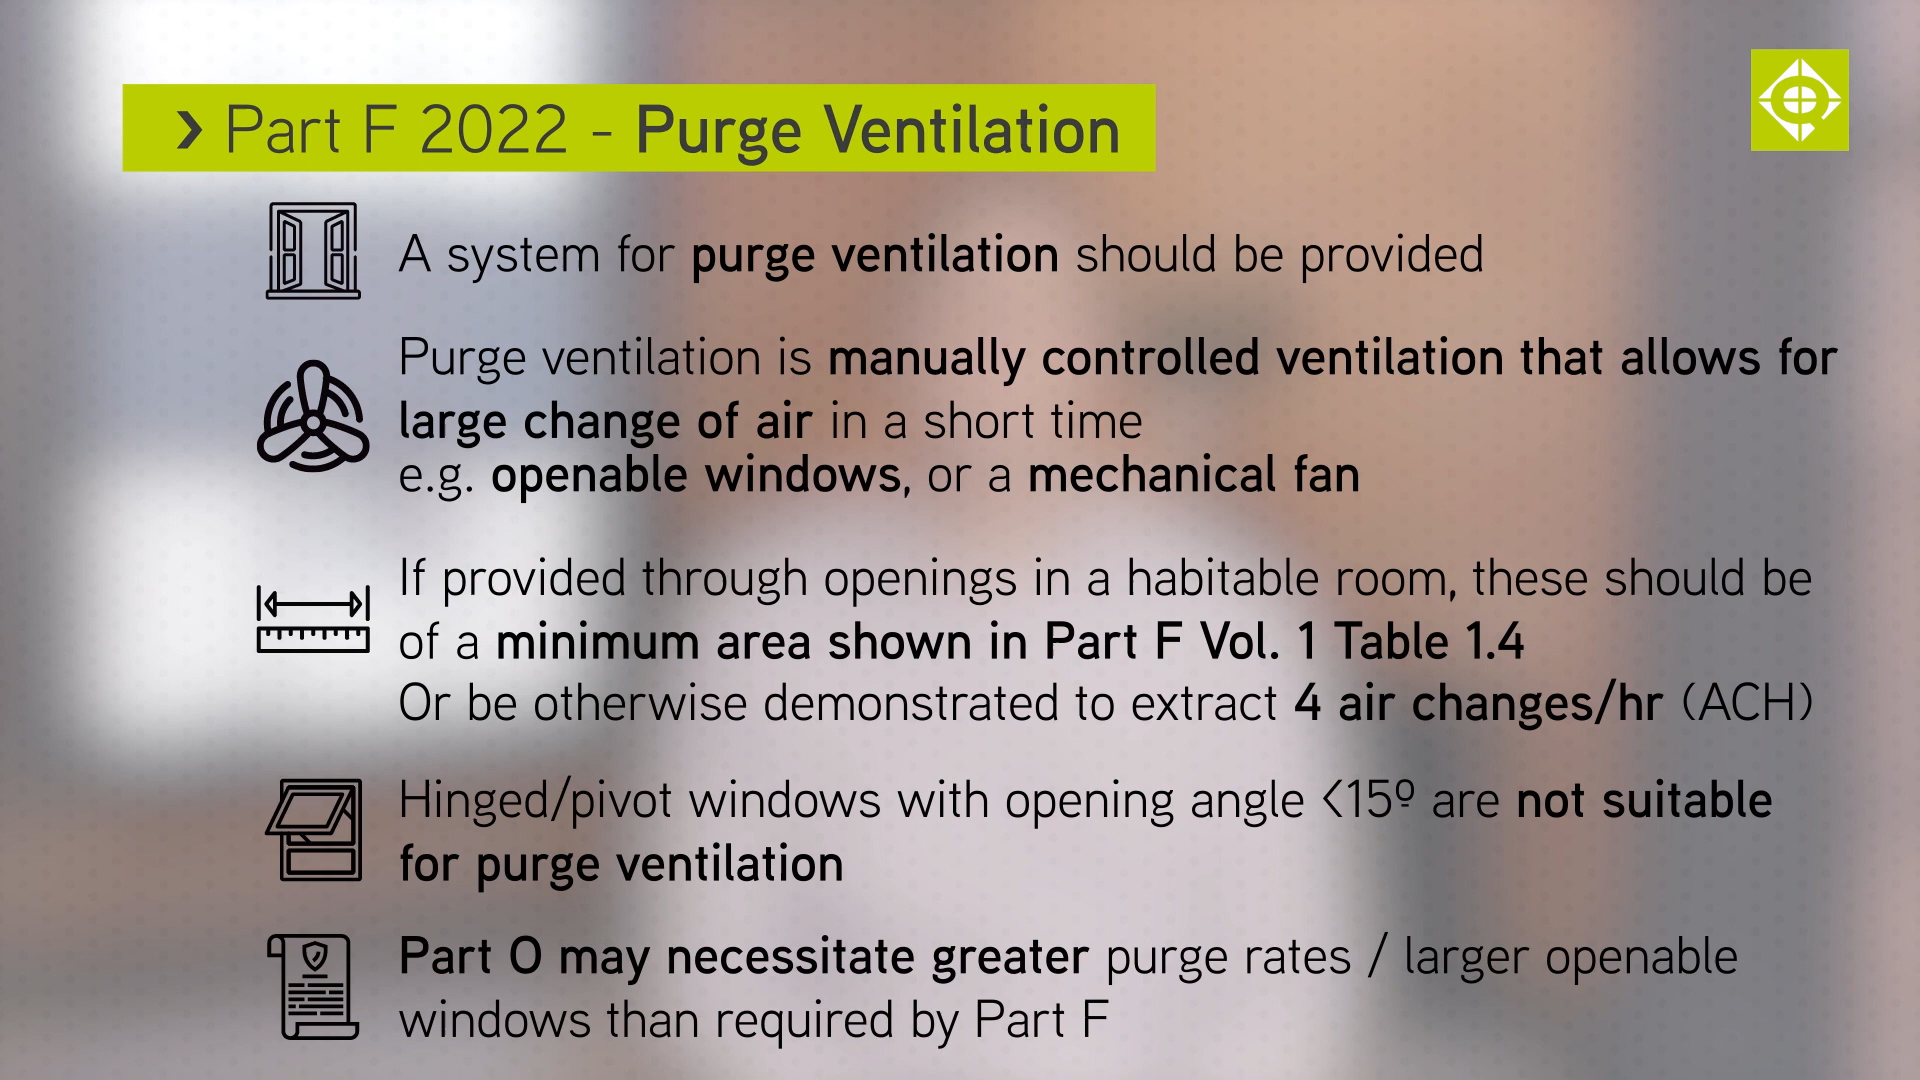 Part F 2022 - Purge Ventilation
A system for purge ventilation should be provided
Purge ventilation is manually controlled ventilation that allows for
large change of air in a short time
e.g. openable windows, or a mechanical fan
If provided through openings in a habitable room, these should be
of a minimum area shown in Part F Vol. 1 Table 1.4
Or be otherwise demonstrated to extract 4 air changes/hr (ACH)
Hinged/pivot windows with opening angle <15º are not suitable
for purge ventilation
Part O may necessitate greater purge rates / larger openable
windows than required by Part F